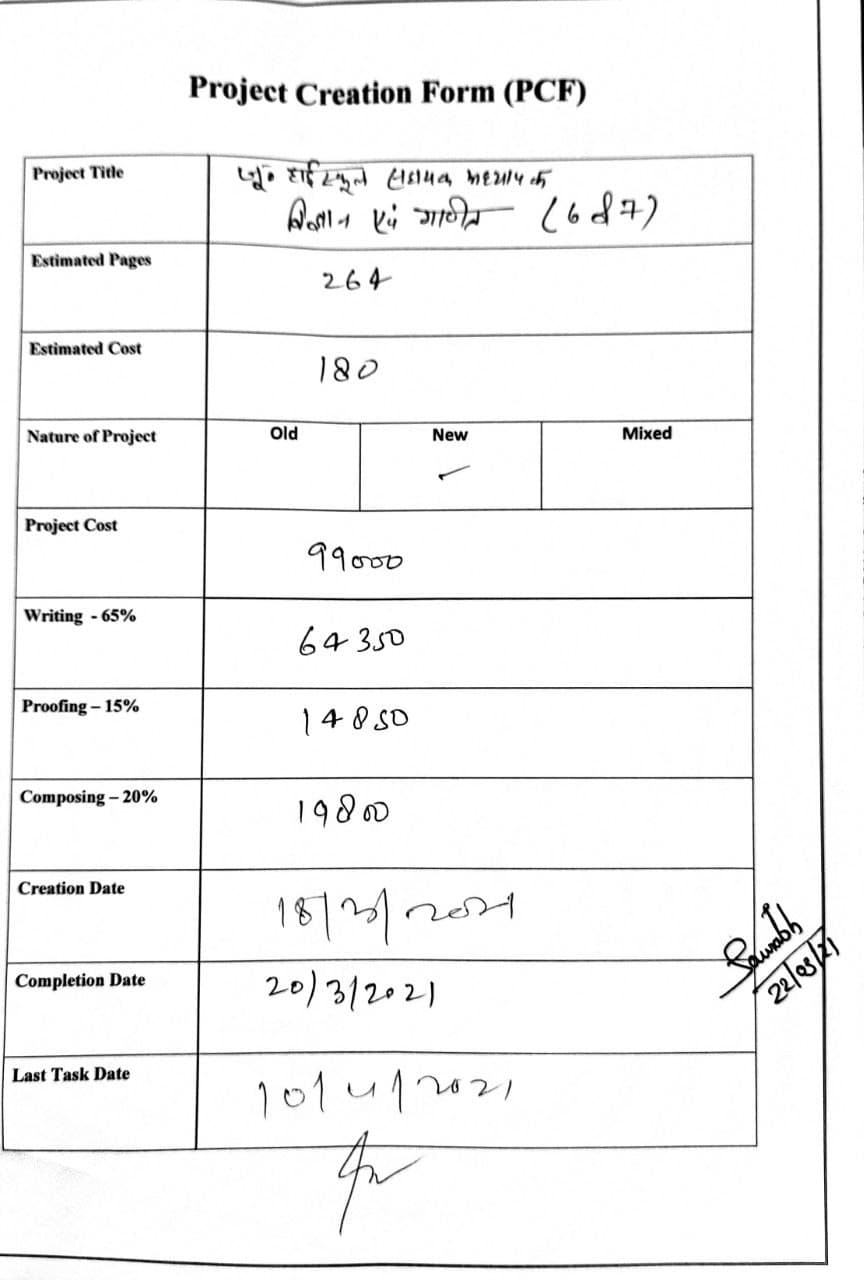 Project Creation Form (PCF)
Project Title
जू० हाई स्कूल सहायक अध्यापक
विज्ञान एवं गणित (6 से 7)
Estimated Pages
264
Estimated Cost
180
Nature of Project
Old New Mixed
✓
Project Cost
99000
Writing - 65%
64350
Proofing – 15%
14850
Composing – 20%
19800
Creation Date
18/3/2021
Completion Date
20/3/2021
Last Task Date
10/4/2021
Saurabh
22/03/21